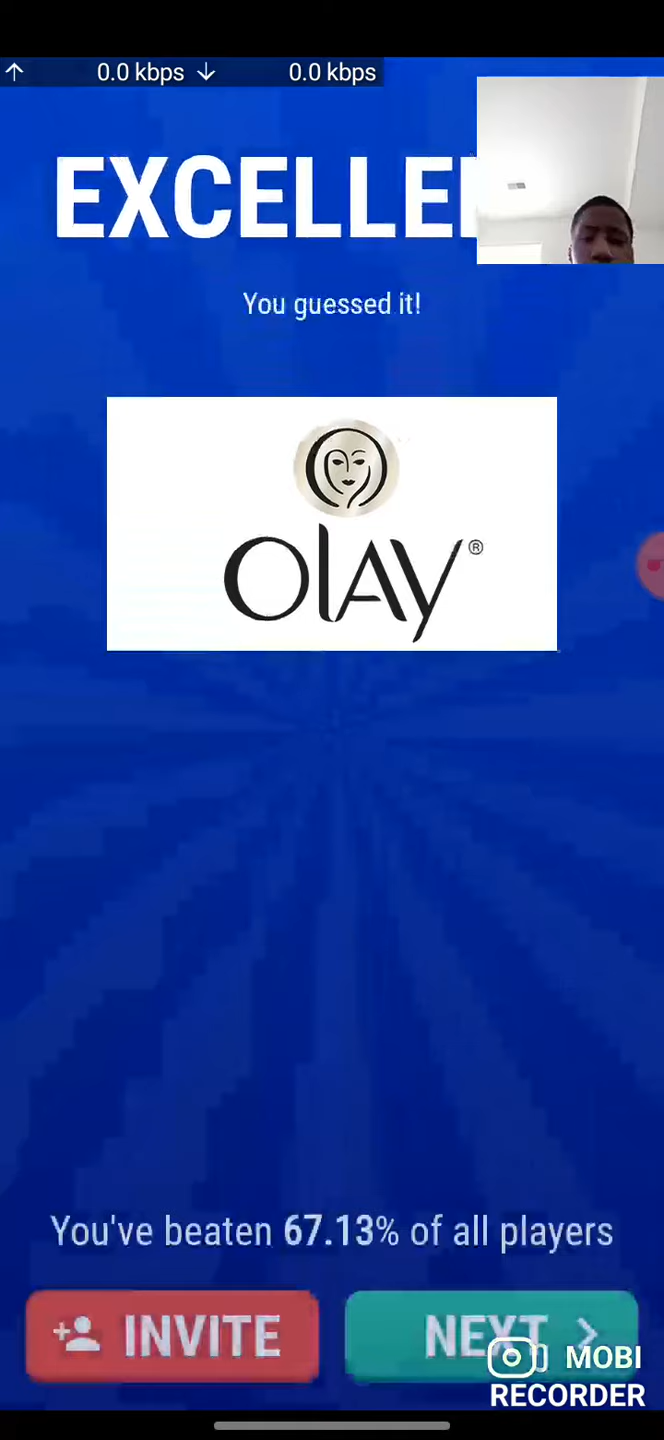 0.0 kbps 0.0 kbps
EXCELLE
You guessed it!
OLAY®
You've beaten 67.13% of all players
INVITE NEXT
MOBI
RECORDER